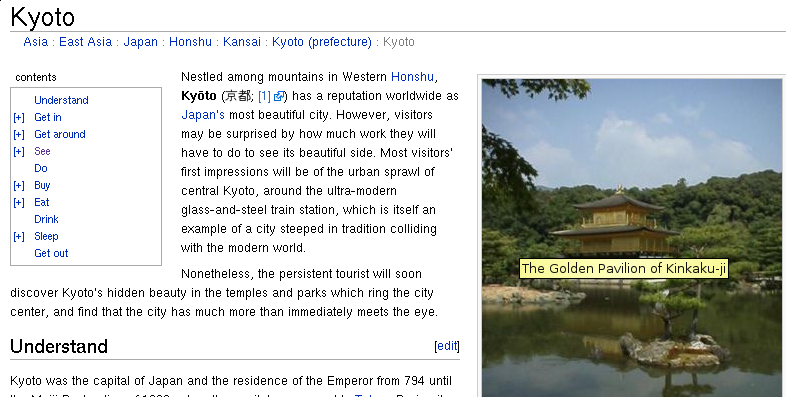 Kyoto
Asia : East Asia : Japan : Honshu : Kansai : Kyoto (prefecture) : Kyoto
contents
Understand
[+] Get in
[+] Get around
[+] See
Do
[+] Buy
[+] Eat
Drink
[+] Sleep
Get out
Nestled among mountains in Western Honshu,
Kyōto (京都; [1]) has a reputation worldwide as
Japan's most beautiful city. However, visitors
may be surprised by how much work they will
have to do to see its beautiful side. Most visitors'
first impressions will be of the urban sprawl of
central Kyoto, around the ultra-modern
glass-and-steel train station, which is itself an
example of a city steeped in tradition colliding
with the modern world.
Nonetheless, the persistent tourist will soon
discover Kyoto's hidden beauty in the temples and parks which ring the city
center, and find that the city has much more than immediately meets the eye.
The Golden Pavilion of Kinkaku-ji
Understand
[edit]
Kyoto was the capital of Japan and the residence of the Emperor from 794 until